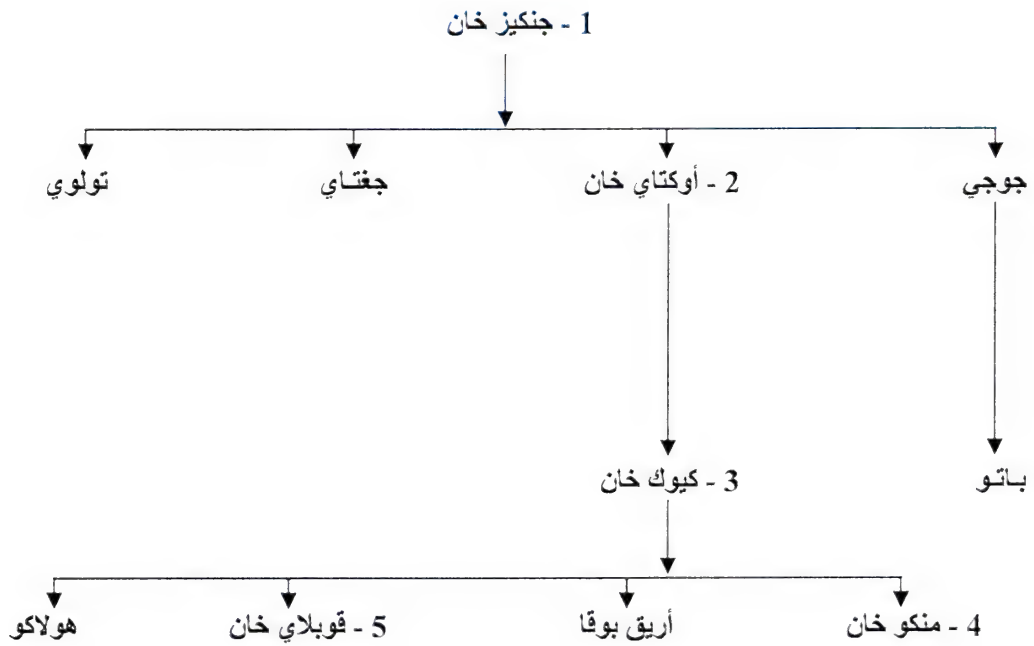 1 - جنكيز خان
جوجي
2 - أوكتاي خان
جغتاي
تولوي
باتو
3 - كيوك خان
4 - منكو خان
أريق بوقا
5 - قوبلاي خان
هولاكو